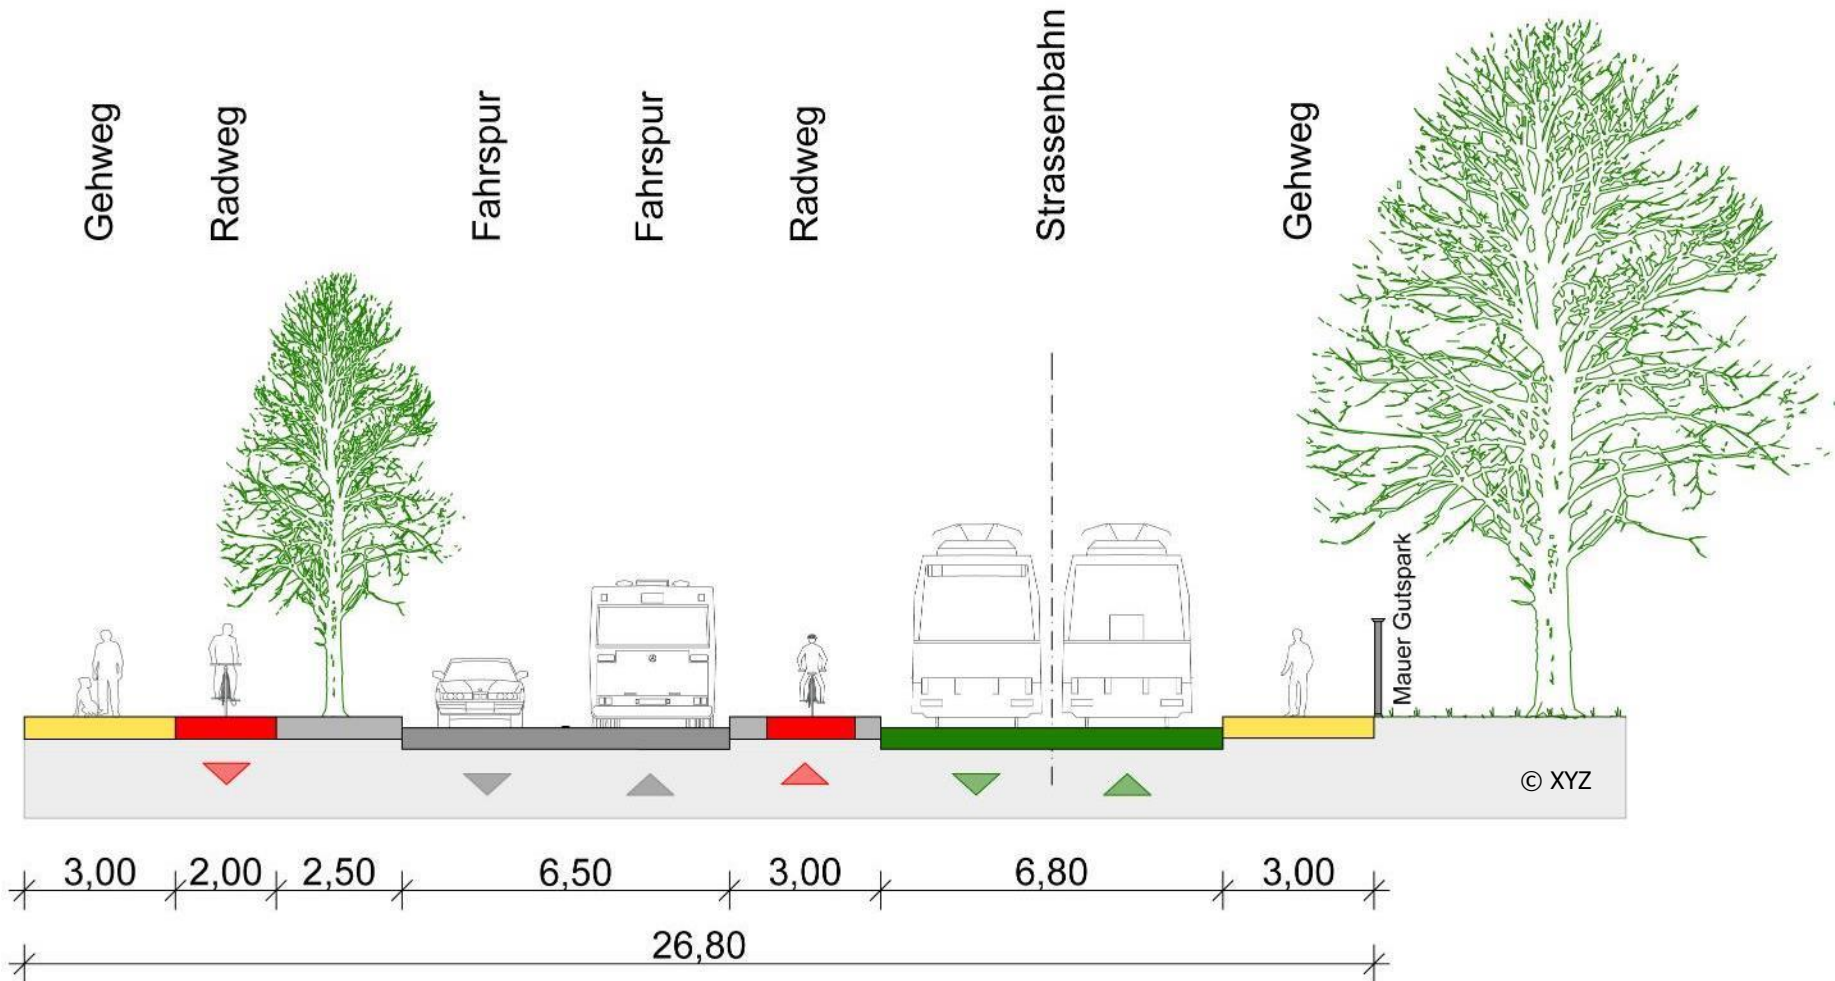 Gehweg
Radweg
Fahrspur
Fahrspur
Radweg
Strassenbahn
Gehweg
Mauer Gutspark
© XYZ
3,00
2,00
2,50
6,50
3,00
6,80
3,00
26,80